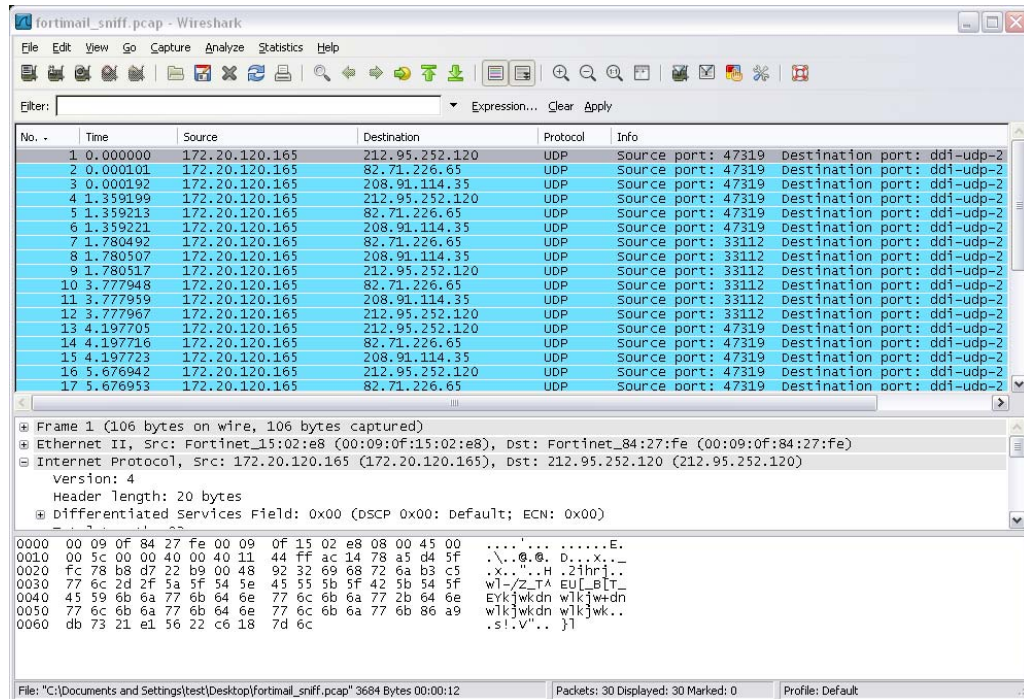 fortimail_sniff.pcap - Wireshark
File Edit View Go Capture Analyze Statistics Help
Filter: Expression... Clear Apply
No. - Time Source Destination Protocol Info
1 0.000000 172.20.120.165 212.95.252.120 UDP Source port: 47319 Destination port: ddi-udp-2
2 0.000101 172.20.120.165 82.71.226.65 UDP Source port: 47319 Destination port: ddi-udp-2
3 0.000192 172.20.120.165 208.91.114.35 UDP Source port: 47319 Destination port: ddi-udp-2
4 1.359199 172.20.120.165 212.95.252.120 UDP Source port: 47319 Destination port: ddi-udp-2
5 1.359213 172.20.120.165 82.71.226.65 UDP Source port: 47319 Destination port: ddi-udp-2
6 1.359221 172.20.120.165 208.91.114.35 UDP Source port: 47319 Destination port: ddi-udp-2
7 1.780492 172.20.120.165 82.71.226.65 UDP Source port: 33112 Destination port: ddi-udp-2
8 1.780507 172.20.120.165 208.91.114.35 UDP Source port: 33112 Destination port: ddi-udp-2
9 1.780517 172.20.120.165 212.95.252.120 UDP Source port: 33112 Destination port: ddi-udp-2
10 3.777948 172.20.120.165 82.71.226.65 UDP Source port: 33112 Destination port: ddi-udp-2
11 3.777959 172.20.120.165 208.91.114.35 UDP Source port: 33112 Destination port: ddi-udp-2
12 3.777967 172.20.120.165 212.95.252.120 UDP Source port: 33112 Destination port: ddi-udp-2
13 4.197705 172.20.120.165 212.95.252.120 UDP Source port: 47319 Destination port: ddi-udp-2
14 4.197716 172.20.120.165 82.71.226.65 UDP Source port: 47319 Destination port: ddi-udp-2
15 4.197723 172.20.120.165 208.91.114.35 UDP Source port: 47319 Destination port: ddi-udp-2
16 5.676942 172.20.120.165 212.95.252.120 UDP Source port: 47319 Destination port: ddi-udp-2
17 5.676953 172.20.120.165 82.71.226.65 UDP Source port: 47319 Destination port: ddi-udp-2
Frame 1 (106 bytes on wire, 106 bytes captured)
Ethernet II, Src: Fortinet_15:02:e8 (00:09:0f:15:02:e8), Dst: Fortinet_84:27:fe (00:09:0f:84:27:fe)
Internet Protocol, Src: 172.20.120.165 (172.20.120.165), Dst: 212.95.252.120 (212.95.252.120)
Version: 4
Header length: 20 bytes
Differentiated Services Field: 0x00 (DSCP 0x00: Default; ECN: 0x00)
0000 00 09 0f 84 27 fe 00 09 0f 15 02 e8 08 00 45 00 ....'... ......E.
0010 00 5c 00 00 40 00 40 11 44 ff ac 14 78 a5 d4 5f .\..@.@. D...x.._
0020 fc 78 b8 d7 22 b9 00 48 92 32 69 68 72 6a b3 c5 .x.."..H .2ihrj..
0030 77 6c 2d 2f 5a 5f 54 5e 45 55 5b 5f 42 5b 54 5f wl-/Z_T^ EU[_B[T_
0040 45 59 6b 6a 77 6b 64 6e 77 6c 6b 6a 77 2b 64 6e EYkjwkdn wlkjw+dn
0050 77 6c 6b 6a 77 6b 64 6e 77 6c 6b 6a 77 6b 86 a9 wlkjwkdn wlkjwk..
0060 db 73 21 e1 56 22 c6 18 7d 6c .s!.V".. }l
File: "C:\Documents and Settings\test\Desktop\fortimail_sniff.pcap" 3684 Bytes 00:00:12 Packets: 30 Displayed: 30 Marked: 0 Profile: Default